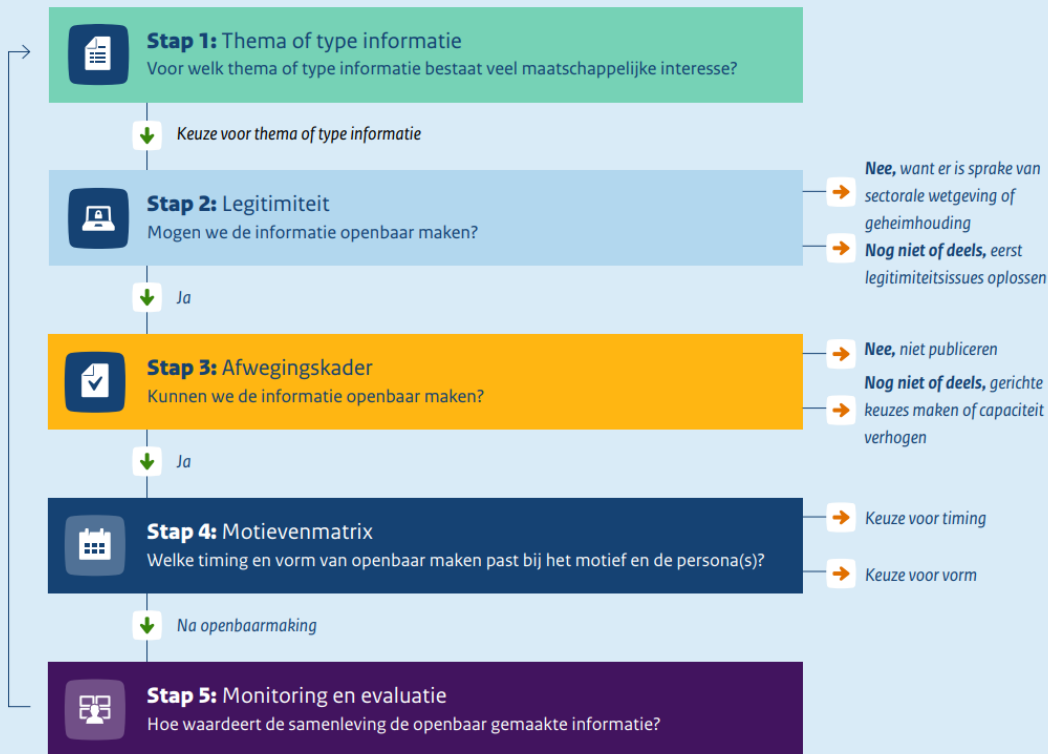 Stap 1: Thema of type informatie
Voor welk thema of type informatie bestaat veel maatschappelijke interesse?
Keuze voor thema of type informatie
Stap 2: Legitimiteit
Mogen we de informatie openbaar maken?
Nee, want er is sprake van
sectorale wetgeving of
geheimhouding
Nog niet of deels, eerst
legitimiteitsissues oplossen
Ja
Stap 3: Afwegingskader
Kunnen we de informatie openbaar maken?
Nee, niet publiceren
Nog niet of deels, gerichte
keuzes maken of capaciteit
verhogen
Ja
Stap 4: Motievenmatrix
Welke timing en vorm van openbaar maken past bij het motief en de persona(s)?
Keuze voor timing
Keuze voor vorm
Na openbaarmaking
Stap 5: Monitoring en evaluatie
Hoe waardeert de samenleving de openbaar gemaakte informatie?